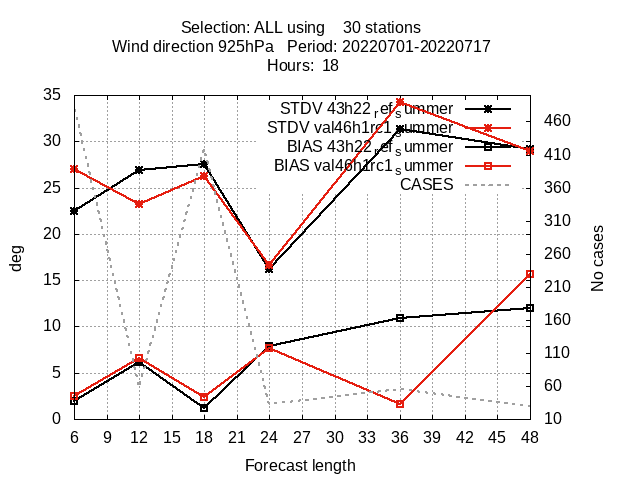 Selection: ALL using 30 stations
Wind direction 925hPa Period: 20220701-20220717
Hours: 18
STDV 43h22_ref_summer
STDV val46h1rc1_summer
BIAS 43h22_ref_summer
BIAS val46h1rc1_summer
CASES
35
30
25
20
15
10
5
0
deg
460
410
360
310
260
210
160
110
60
10
No cases
6 9 12 15 18 21 24 27 30 33 36 39 42 45 48
Forecast length